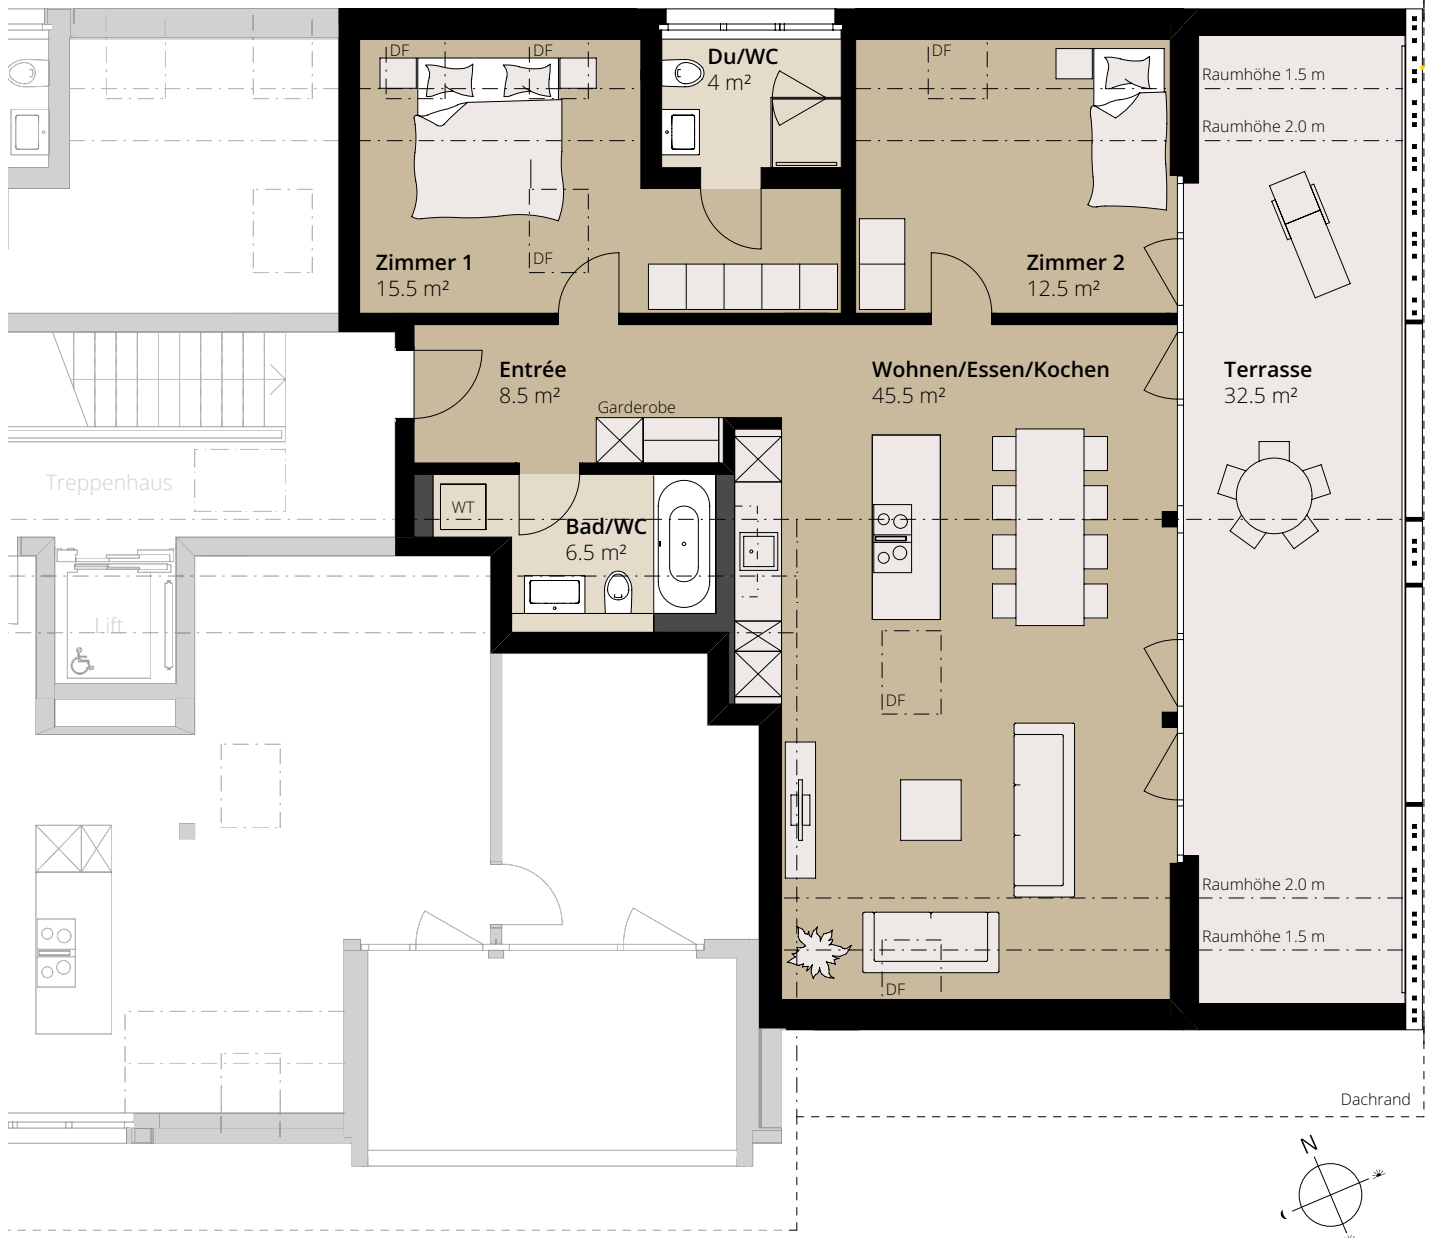 DF
DF
Du/WC
4 m²
DF
Raumhöhe 1.5 m
Raumhöhe 2.0 m
DF
Zimmer 1
15.5 m²
Zimmer 2
12.5 m²
Entrée
8.5 m²
Garderobe
Wohnen/Essen/Kochen
45.5 m²
Terrasse
32.5 m²
Treppenhaus
WT
Bad/WC
6.5 m²
Lift
DF
Raumhöhe 2.0 m
Raumhöhe 1.5 m
DF
Dachrand
N